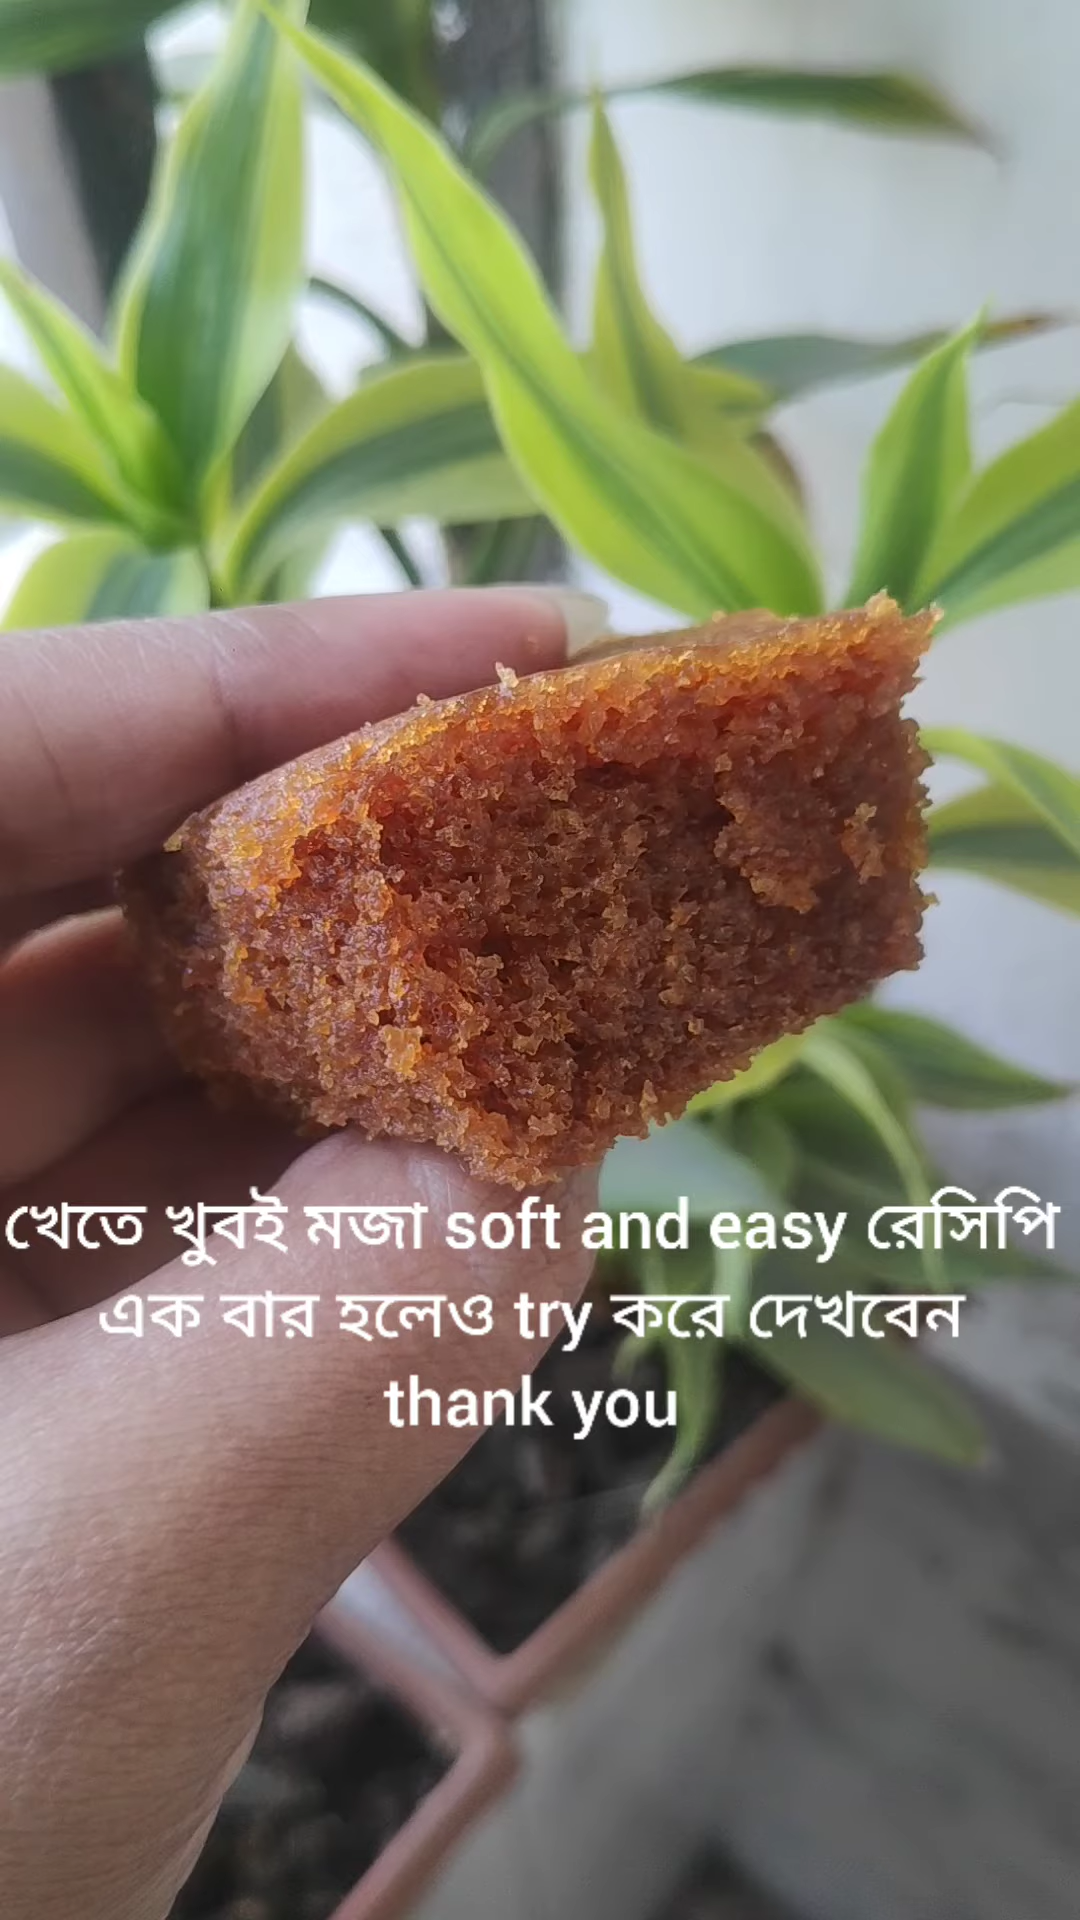 খেতে খুবই মজা soft and easy রেসিপি
এক বার হলেও try করে দেখবেন
thank you